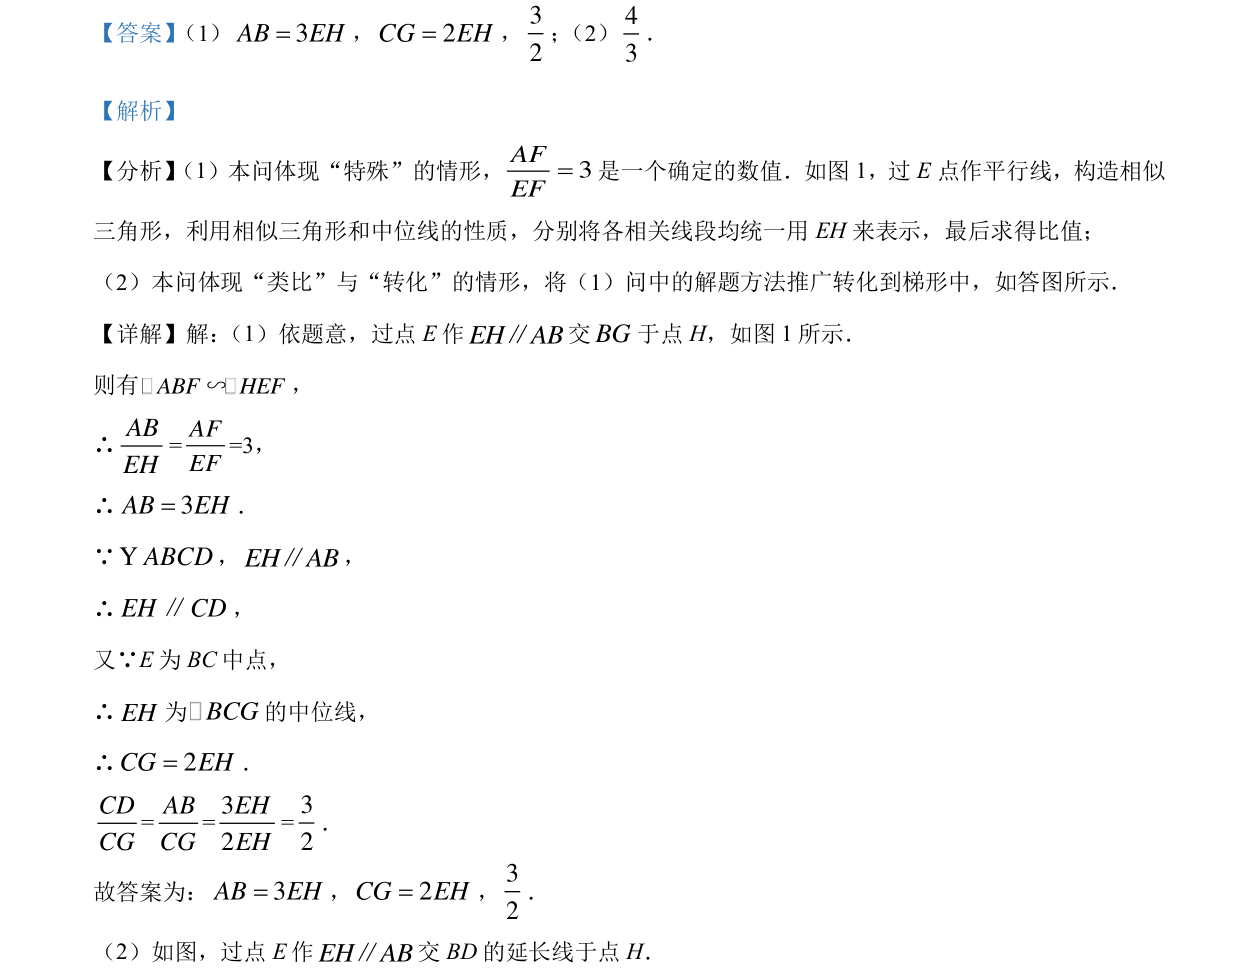 【答案】（1）AB = 3EH，CG = 2EH，3/2；（2）4/3．
【解析】
【分析】（1）本问体现“特殊”的情形，AF/EF = 3 是一个确定的数值．如图 1，过 E 点作平行线，构造相似
三角形，利用相似三角形和中位线的性质，分别将各相关线段均统一用 EH 来表示，最后求得比值；
（2）本问体现“类比”与“转化”的情形，将（1）问中的解题方法推广转化到梯形中，如答图所示．
【详解】解：（1）依题意，过点 E 作 EH∥AB 交 BG 于点 H，如图 1 所示．
则有□ABF∽□HEF，
∴ AB/EH = AF/EF =3，
∴ AB = 3EH．
∵ Y ABCD，EH∥AB，
∴ EH∥CD，
又∵E 为 BC 中点，
∴ EH 为□BCG 的中位线，
∴ CG = 2EH．
CD/CG = AB/CG = 3EH/2EH = 3/2．
故答案为：AB = 3EH，CG = 2EH，3/2．
（2）如图，过点 E 作 EH∥AB 交 BD 的延长线于点 H．